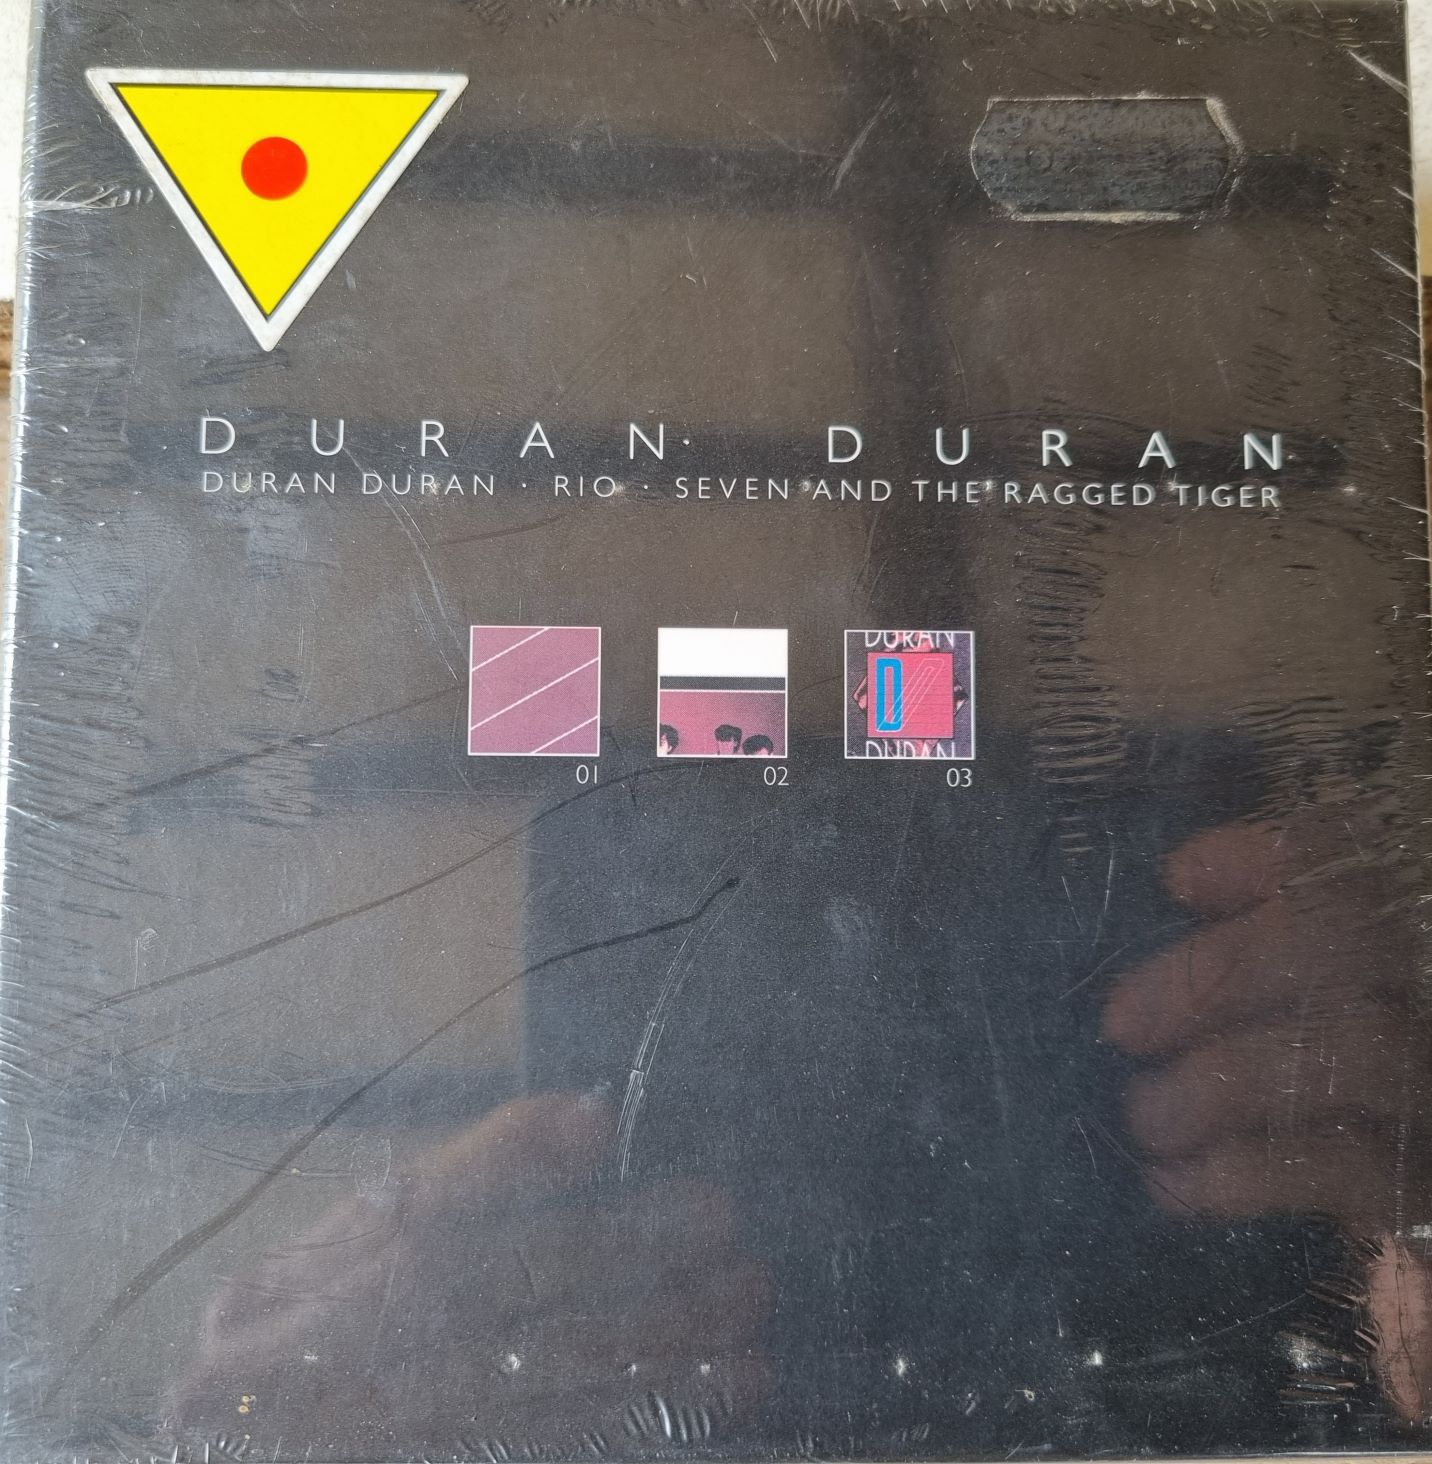 DURAN DURAN
DURAN DURAN · RIO · SEVEN AND THE RAGGED TIGER
DURAN
D
DURAN
01
02
03